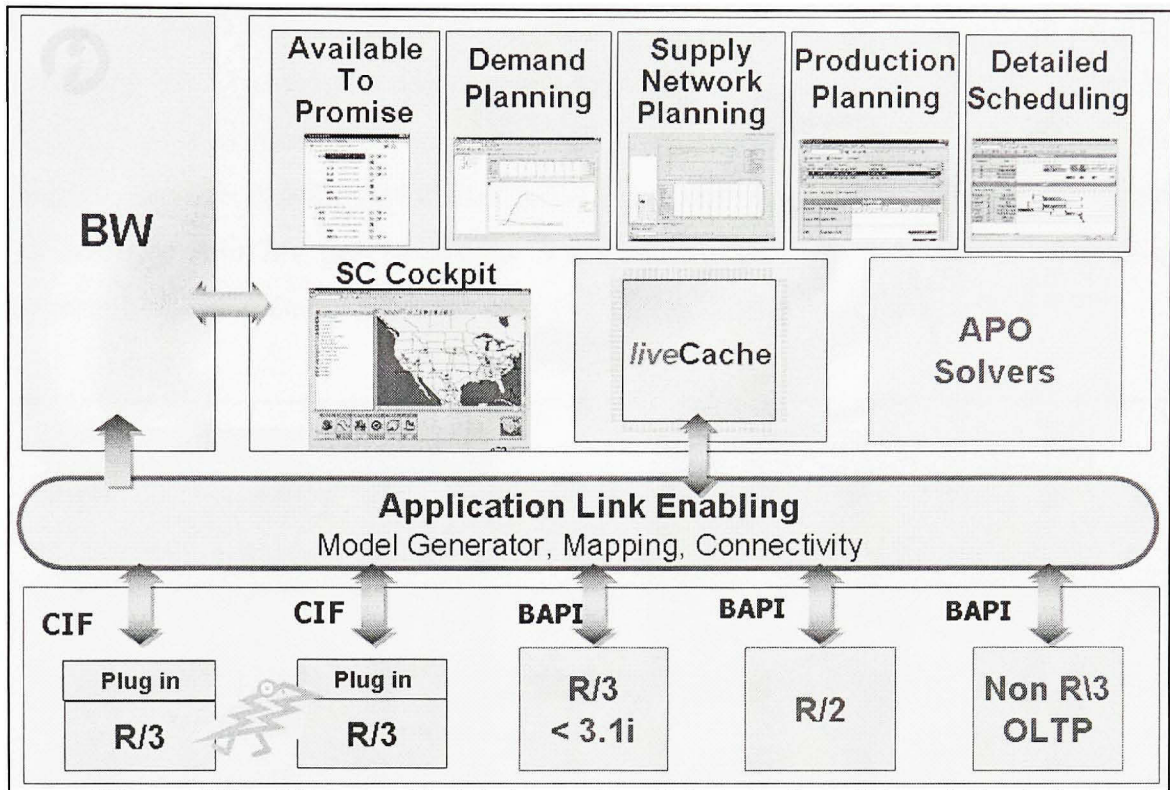 Available
To
Promise
Demand
Planning
Supply
Network
Planning
Production
Planning
Detailed
Scheduling
BW
SC Cockpit
liveCache
APO
Solvers
Application Link Enabling
Model Generator, Mapping, Connectivity
CIF
CIF
BAPI
BAPI
BAPI
Plug in
R/3
Plug in
R/3
R/3
< 3.1i
R/2
Non R\3
OLTP